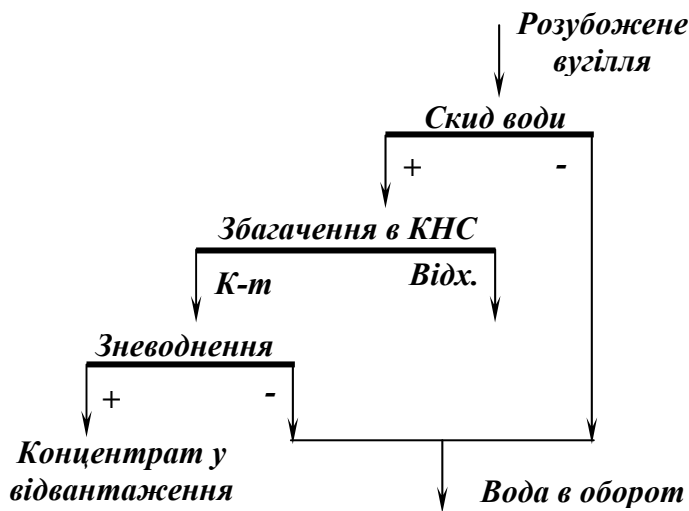 Розубожене
вугілля
Скид води
+ -
Збагачення в КНС
К-т Відх.
Зневоднення
+ -
Концентрат у
відвантаження
Вода в оборот